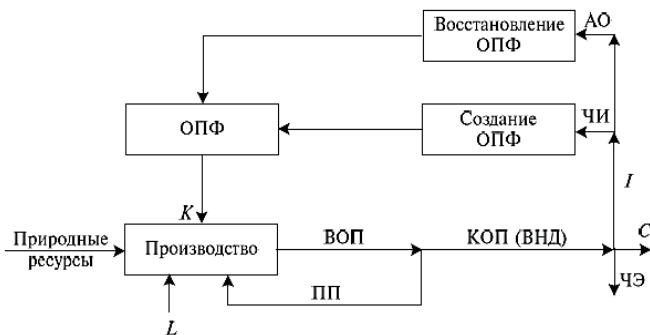 Восстановление
ОПФ
АО
ОПФ
Создание
ОПФ
ЧИ
I
K
Природные
ресурсы
Производство
ВОП
КОП (ВНД)
C
ПП
ЧЭ
L